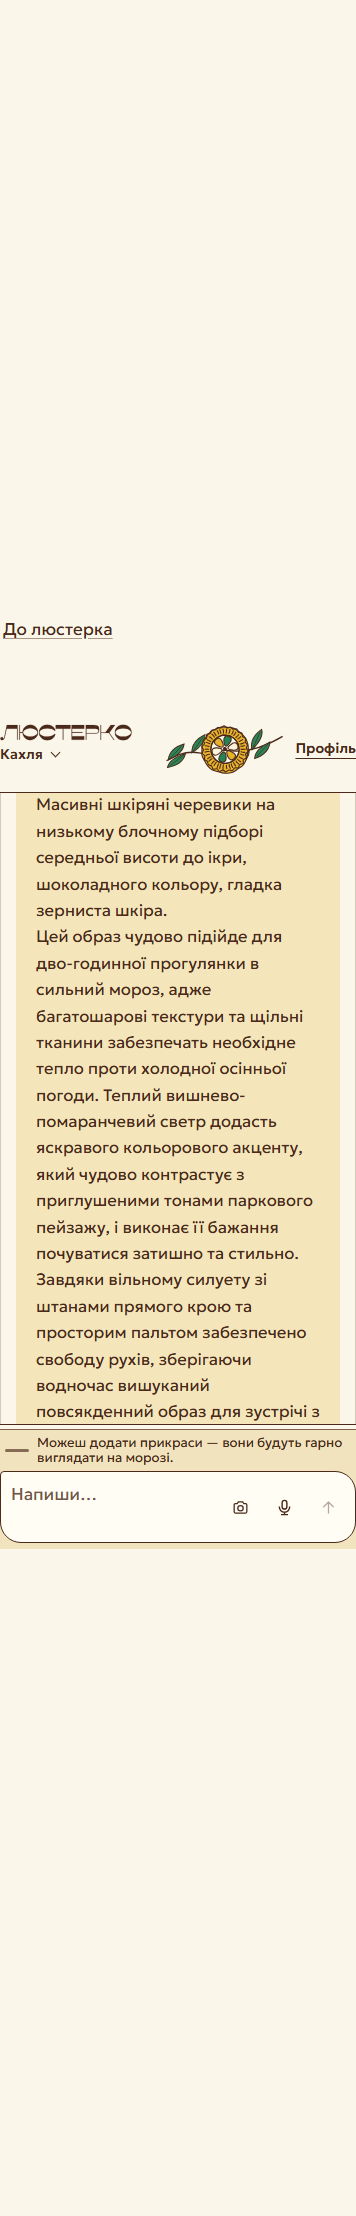 До люстерка
ЛЮСТЕРКО
Кахля
Профіль
Масивні шкіряні черевики на
низькому блочному підборі
середньої висоти до ікри,
шоколадного кольору, гладка
зерниста шкіра.
Цей образ чудово підійде для
дво-годинної прогулянки в
сильний мороз, адже
багатошарові текстури та щільні
тканини забезпечать необхідне
тепло проти холодної осінньої
погоди. Теплий вишнево-
помаранчевий светр додасть
яскравого кольорового акценту,
який чудово контрастує з
приглушеними тонами паркового
пейзажу, і виконає її бажання
почуватися затишно та стильно.
Завдяки вільному силуету зі
штанами прямого крою та
просторим пальтом забезпечено
свободу рухів, зберігаючи
водночас вишуканий
повсякденний образ для зустрічі з
Можеш додати прикраси — вони будуть гарно
виглядати на морозі.
Напиши...